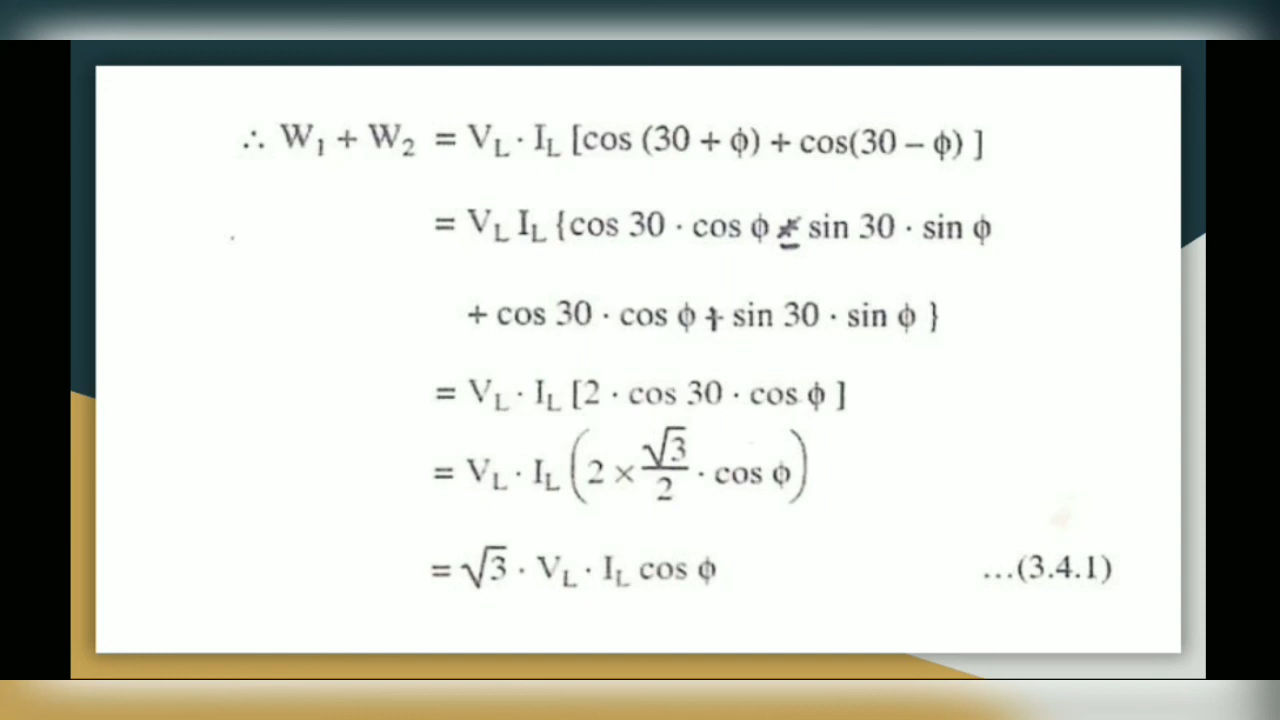 ∴ W₁ + W₂ = V_L · I_L [cos (30 + ϕ) + cos(30 – ϕ) ]
= V_L I_L {cos 30 · cos ϕ - sin 30 · sin ϕ
+ cos 30 · cos ϕ + sin 30 · sin ϕ }
= V_L · I_L [2 · cos 30 · cos ϕ ]
= V_L · I_L (2 × √3/2 · cos ϕ)
= √3 · V_L · I_L cos ϕ ...(3.4.1)